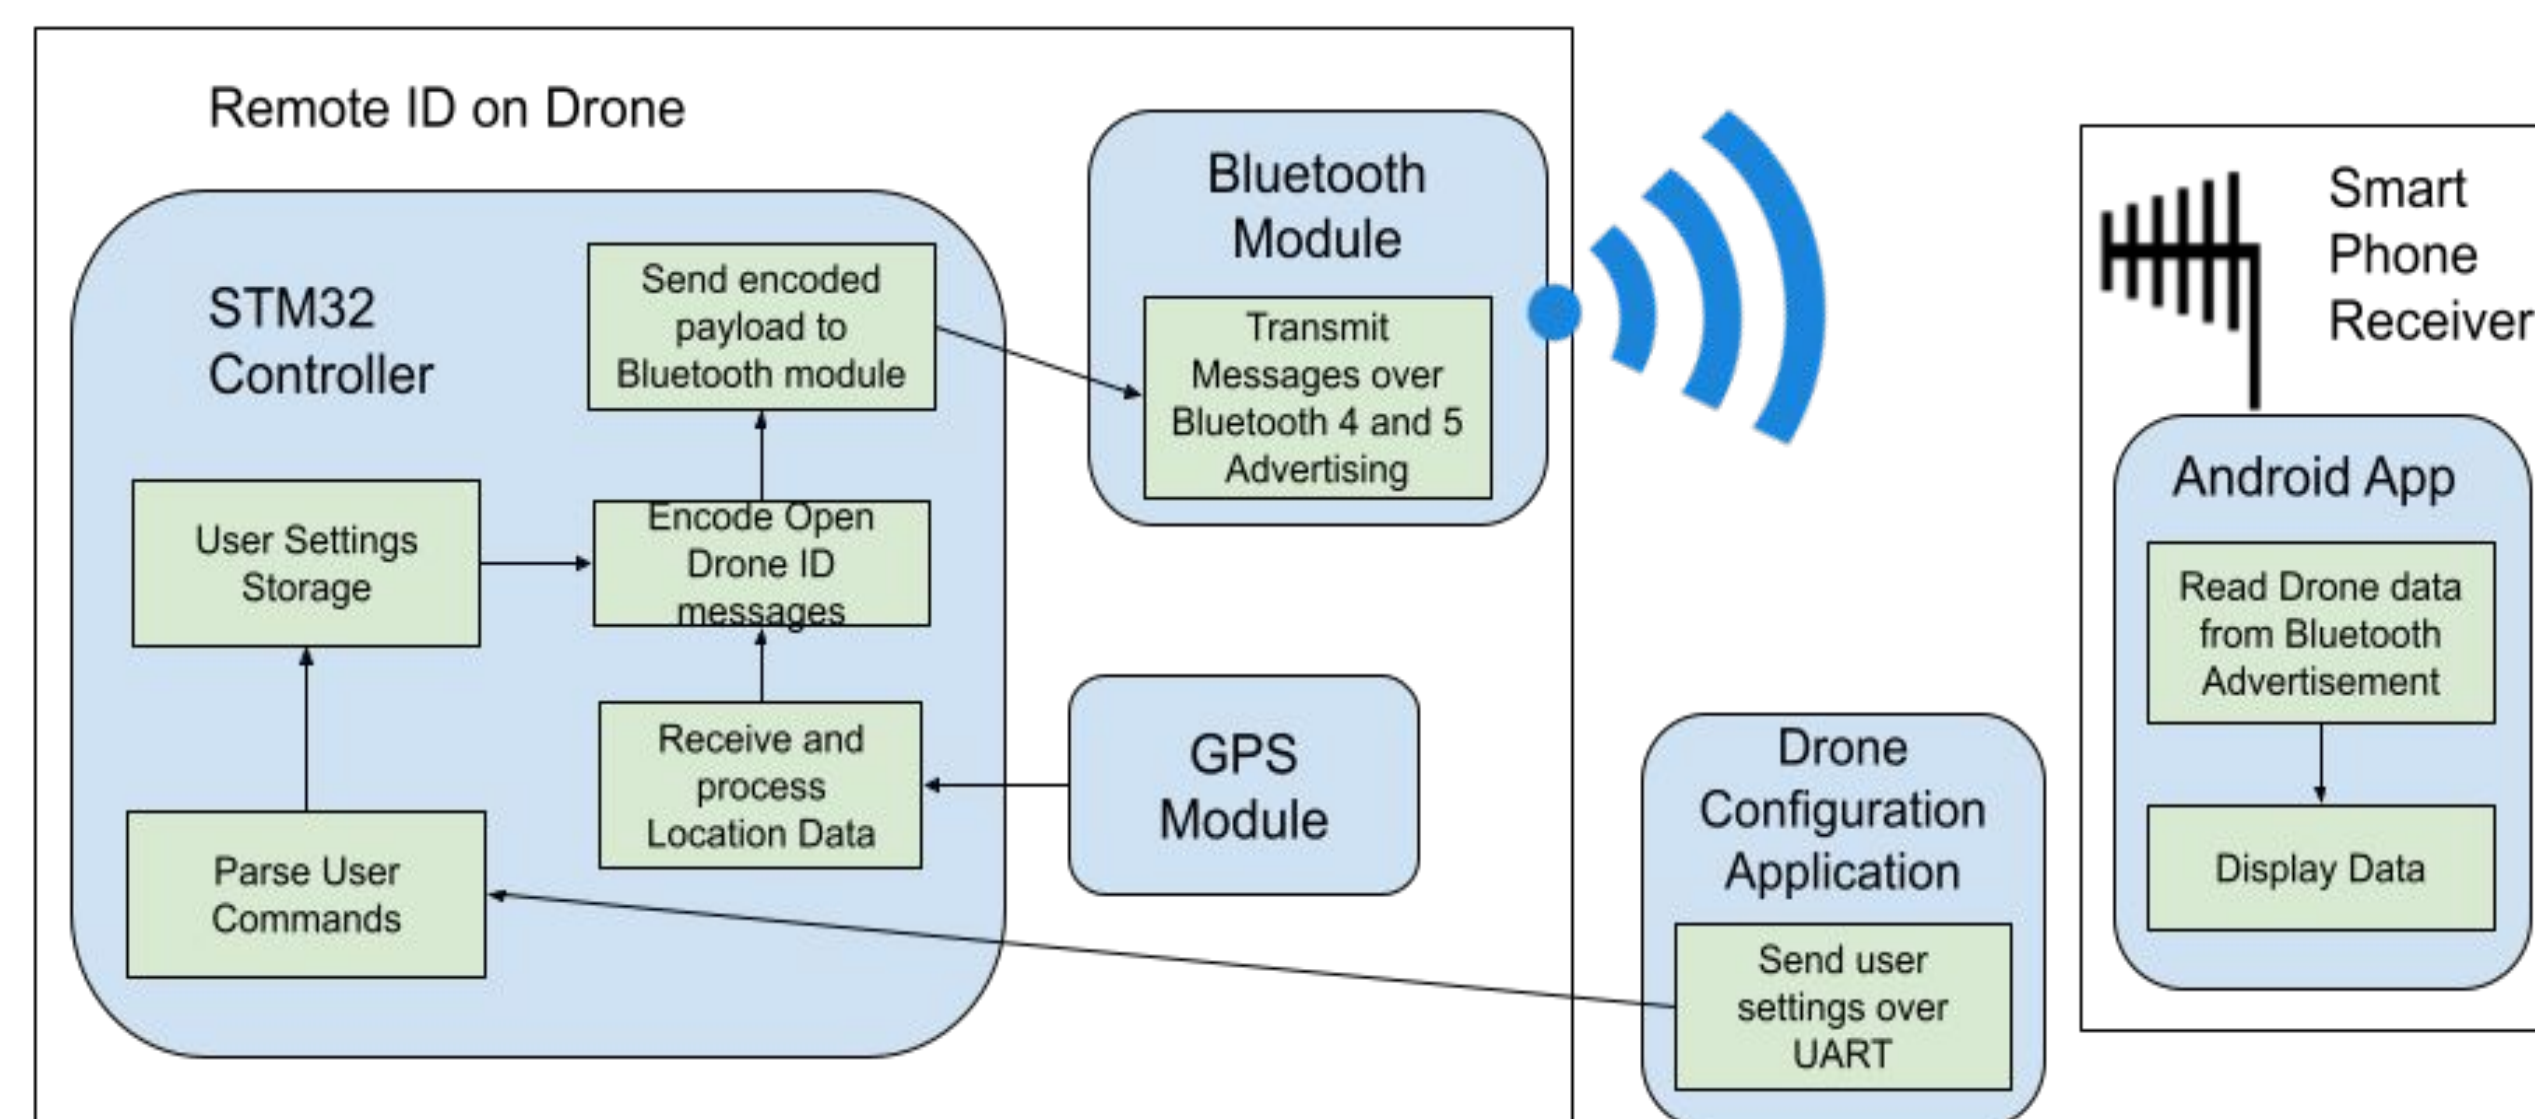 Remote ID on Drone
STM32
Controller
Send encoded
payload to
Bluetooth module
User Settings
Storage
Encode Open
Drone ID
messages
Parse User
Commands
Receive and
process
Location Data
Bluetooth
Module
Transmit
Messages over
Bluetooth 4 and 5
Advertising
GPS
Module
Drone
Configuration
Application
Send user
settings over
UART
Smart
Phone
Receiver
Android App
Read Drone data
from Bluetooth
Advertisement
Display Data